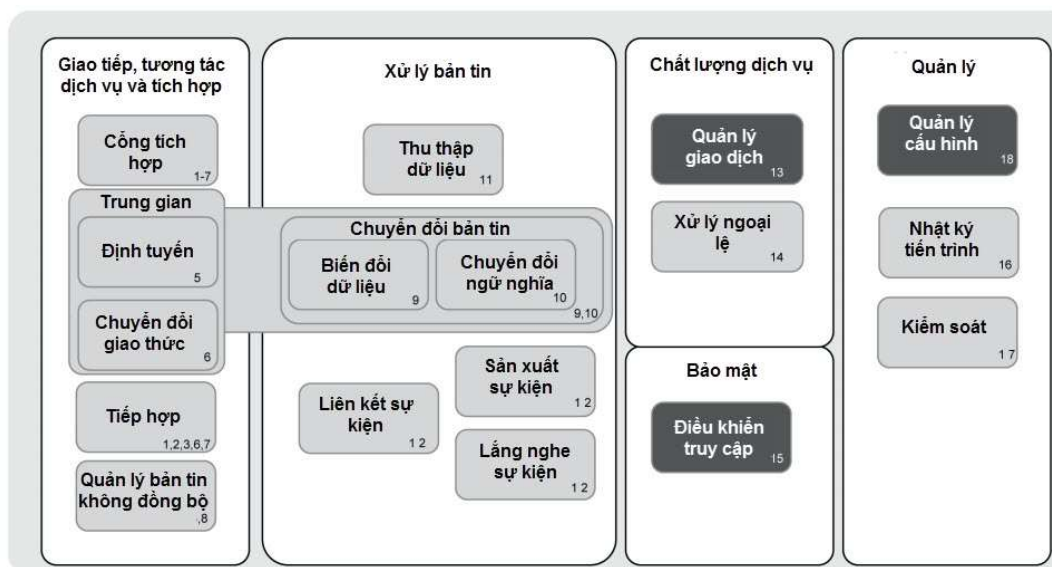 Giao tiếp, tương tác
dịch vụ và tích hợp
Cổng tích
hợp
1-7
Trung gian
Định tuyến
5
Chuyển đổi
giao thức
6
Tiếp hợp
1,2,3,6,7
Quản lý bản tin
không đồng bộ
,8
Xử lý bản tin
Thu thập
dữ liệu
11
Chuyển đổi bản tin
Biến đổi
dữ liệu
9
Chuyển đổi
ngữ nghĩa
10
9,10
Liên kết sự
kiện
1 2
Sản xuất
sự kiện
1 2
Lắng nghe
sự kiện
1 2
Chất lượng dịch vụ
Quản lý
giao dịch
13
Xử lý ngoại
lệ
14
Bảo mật
Điều khiển
truy cập
15
Quản lý
Quản lý
cấu hình
18
Nhật ký
tiến trình
16
Kiểm soát
1 7